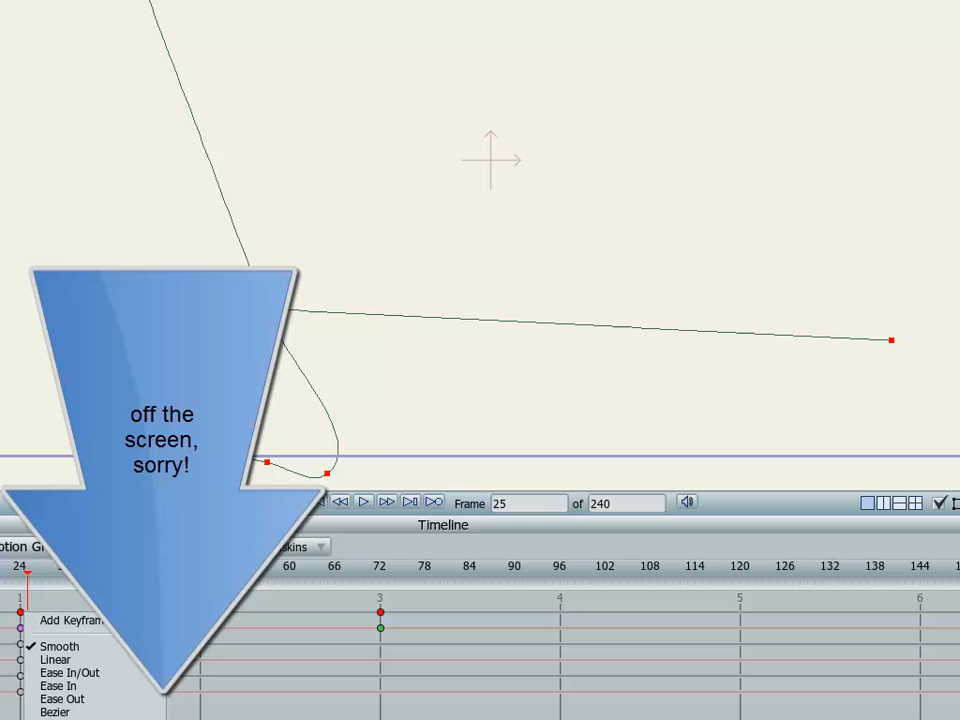 off the
screen,
sorry!
Frame 25 of 240
Timeline
otion Gr skins
24 60 66 72 78 84 90 96 102 108 114 120 126 132 138 144
1 3 4 5 6
Add Keyfram
Smooth
Linear
Ease In/Out
Ease In
Ease Out
Bezier